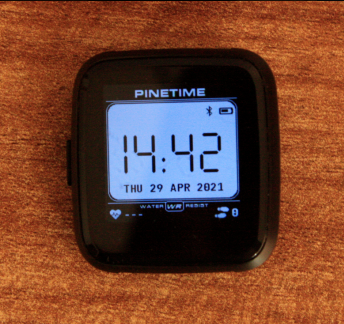 PINETIME
14:42
THU 29 APR 2021
WATER WR RESIST
--- 0